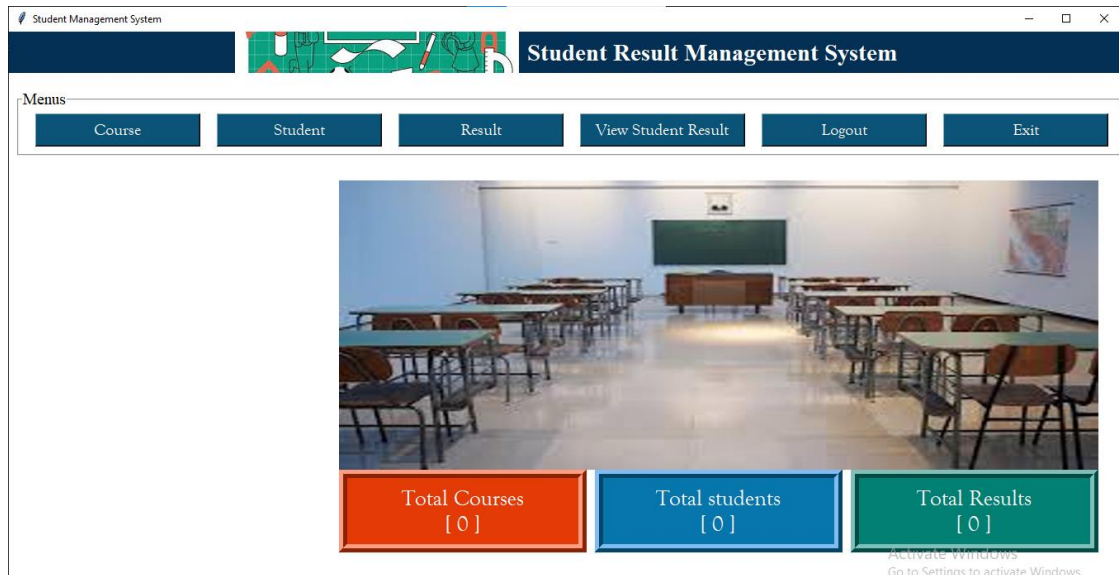 Student Management System
Student Result Management System
Menus
Course
Student
Result
View Student Result
Logout
Exit
Total Courses
[ 0 ]
Total students
[ 0 ]
Total Results
[ 0 ]
Activate Windows
Go to Settings to activate Windows.